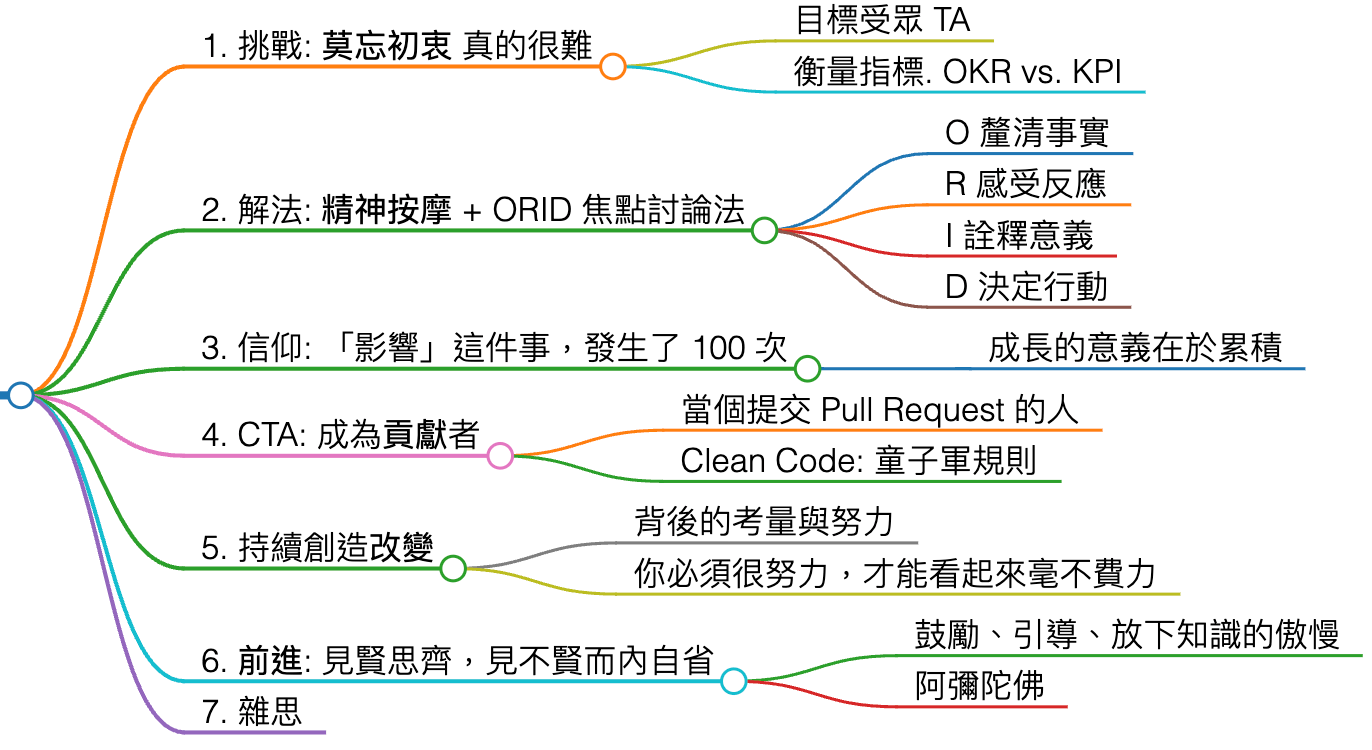 1. 挑戰: 莫忘初衷 真的很難
目標受眾 TA
衡量指標. OKR vs. KPI
2. 解法: 精神按摩 + ORID 焦點討論法
O 釐清事實
R 感受反應
I 詮釋意義
D 決定行動
3. 信仰: 「影響」這件事，發生了 100 次
成長的意義在於累積
4. CTA: 成為貢獻者
當個提交 Pull Request 的人
Clean Code: 童子軍規則
5. 持續創造改變
背後的考量與努力
你必須很努力，才能看起來毫不費力
6. 前進: 見賢思齊，見不賢而內自省
鼓勵、引導、放下知識的傲慢
阿彌陀佛
7. 雜思